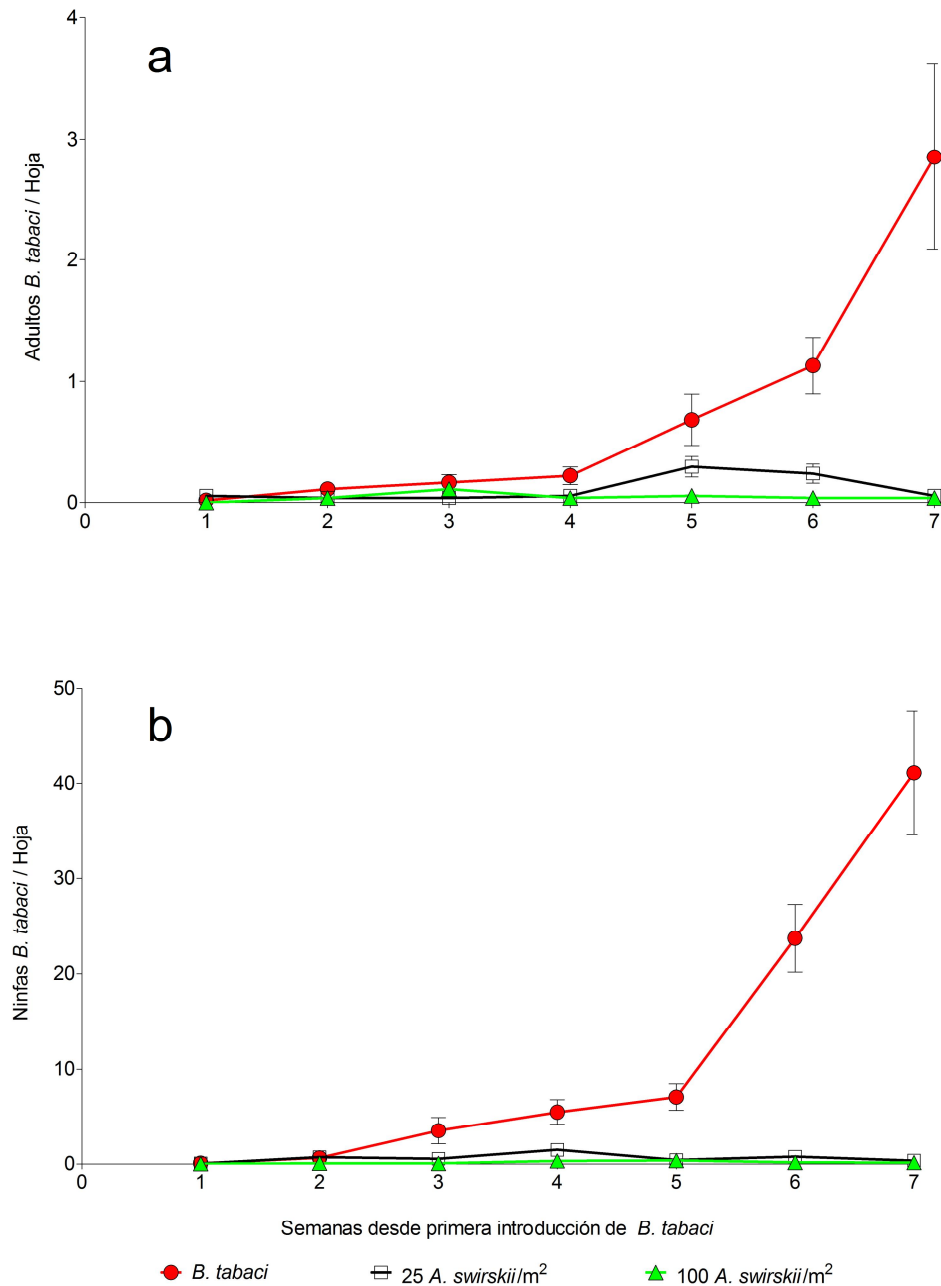 a
Adultos B. tabaci / Hoja
4
3
2
1
0
0 1 2 3 4 5 6 7
b
Ninfas B. tabaci / Hoja
50
40
30
20
10
0
0 1 2 3 4 5 6 7
Semanas desde primera introducción de B. tabaci
B. tabaci 25 A. swirskii/m² 100 A. swirskii/m²